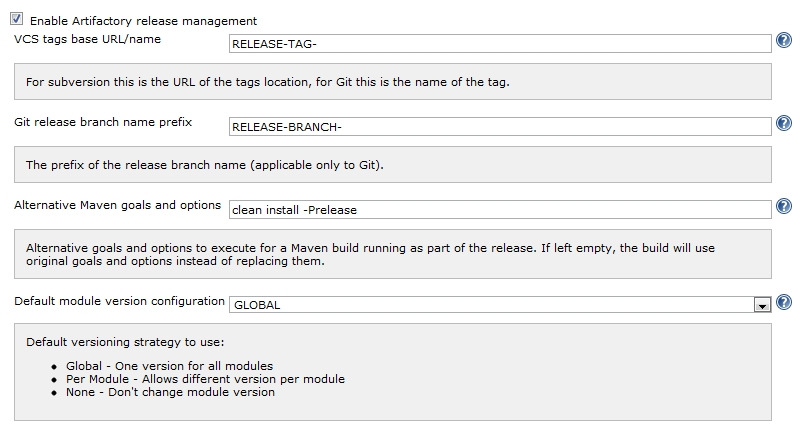 Enable Artifactory release management
VCS tags base URL/name
RELEASE-TAG-
For subversion this is the URL of the tags location, for Git this is the name of the tag.
Git release branch name prefix
RELEASE-BRANCH-
The prefix of the release branch name (applicable only to Git).
Alternative Maven goals and options
clean install -Prelease
Alternative goals and options to execute for a Maven build running as part of the release. If left empty, the build will use
original goals and options instead of replacing them.
Default module version configuration
GLOBAL
Default versioning strategy to use:
• Global - One version for all modules
• Per Module - Allows different version per module
• None - Don't change module version